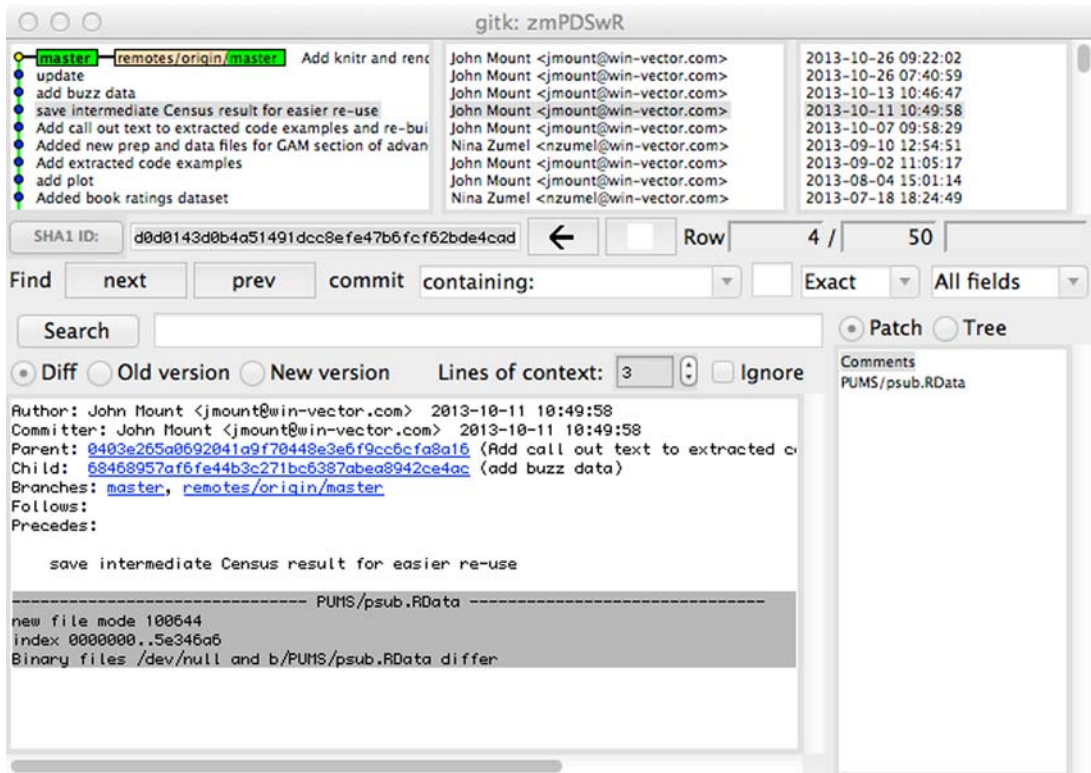 gitk: zmPDSwR
master remotes/origin/master Add knitr and rend John Mount <jmount@win-vector.com> 2013-10-26 09:22:02
update John Mount <jmount@win-vector.com> 2013-10-26 07:40:59
add buzz data John Mount <jmount@win-vector.com> 2013-10-13 10:46:47
save intermediate Census result for easier re-use John Mount <jmount@win-vector.com> 2013-10-11 10:49:58
Add call out text to extracted code examples and re-bui John Mount <jmount@win-vector.com> 2013-10-07 09:58:29
Added new prep and data files for GAM section of advan Nina Zumel <nzumel@win-vector.com> 2013-09-10 12:54:51
Add extracted code examples John Mount <jmount@win-vector.com> 2013-09-02 11:05:17
add plot John Mount <jmount@win-vector.com> 2013-08-04 15:01:14
Added book ratings dataset Nina Zumel <nzumel@win-vector.com> 2013-07-18 18:24:49
SHA1 ID: d0d0143d0b4a51491dcc8efe47b6fcf62bde4cad ← Row 4 / 50
Find next prev commit containing: Exact All fields
Search
Patch Tree
Diff Old version New version Lines of context: 3 Ignore
Comments
PUMS/psub.RData
Author: John Mount <jmount@win-vector.com> 2013-10-11 10:49:58
Committer: John Mount <jmount@win-vector.com> 2013-10-11 10:49:58
Parent: 0403e265a0692041a9f70448e3e6f9cc6cfa8a16 (Add call out text to extracted co
Child: 68468957af6fe44b3c271bc6387abea8942ce4ac (add buzz data)
Branches: master, remotes/origin/master
Follows:
Precedes:
save intermediate Census result for easier re-use
------------------------------- PUMS/psub.RData -------------------------------
new file mode 100644
index 0000000..5e346a6
Binary files /dev/null and b/PUMS/psub.RData differ